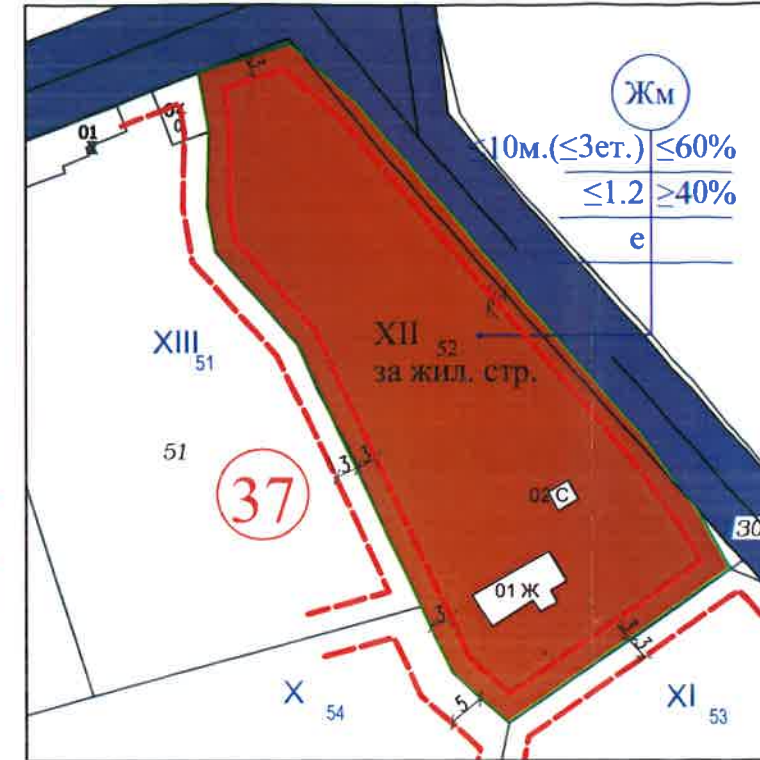 Жм
≤10м.(≤3ет.) ≤60%
≤1.2 ≥40%
е
01
XIII 51
XII 52
за жил. стр.
51
37
3 3
02 С
30
01 Ж
3
3
5
X 54
XI 53